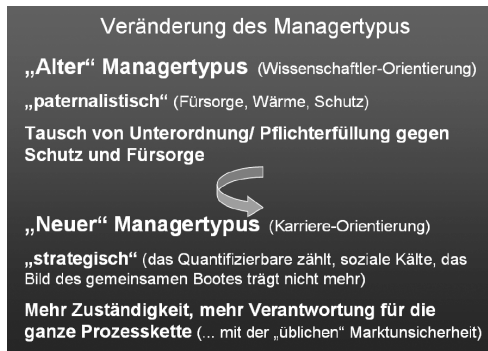 Veränderung des Managertypus
„Alter“ Managertypus (Wissenschaftler-Orientierung)
„paternalistisch“ (Fürsorge, Wärme, Schutz)
Tausch von Unterordnung/ Pflichterfüllung gegen
Schutz und Fürsorge
„Neuer“ Managertypus (Karriere-Orientierung)
„strategisch“ (das Quantifizierbare zählt, soziale Kälte, das
Bild des gemeinsamen Bootes trägt nicht mehr)
Mehr Zuständigkeit, mehr Verantwortung für die
ganze Prozesskette (... mit der „üblichen“ Marktunsicherheit)